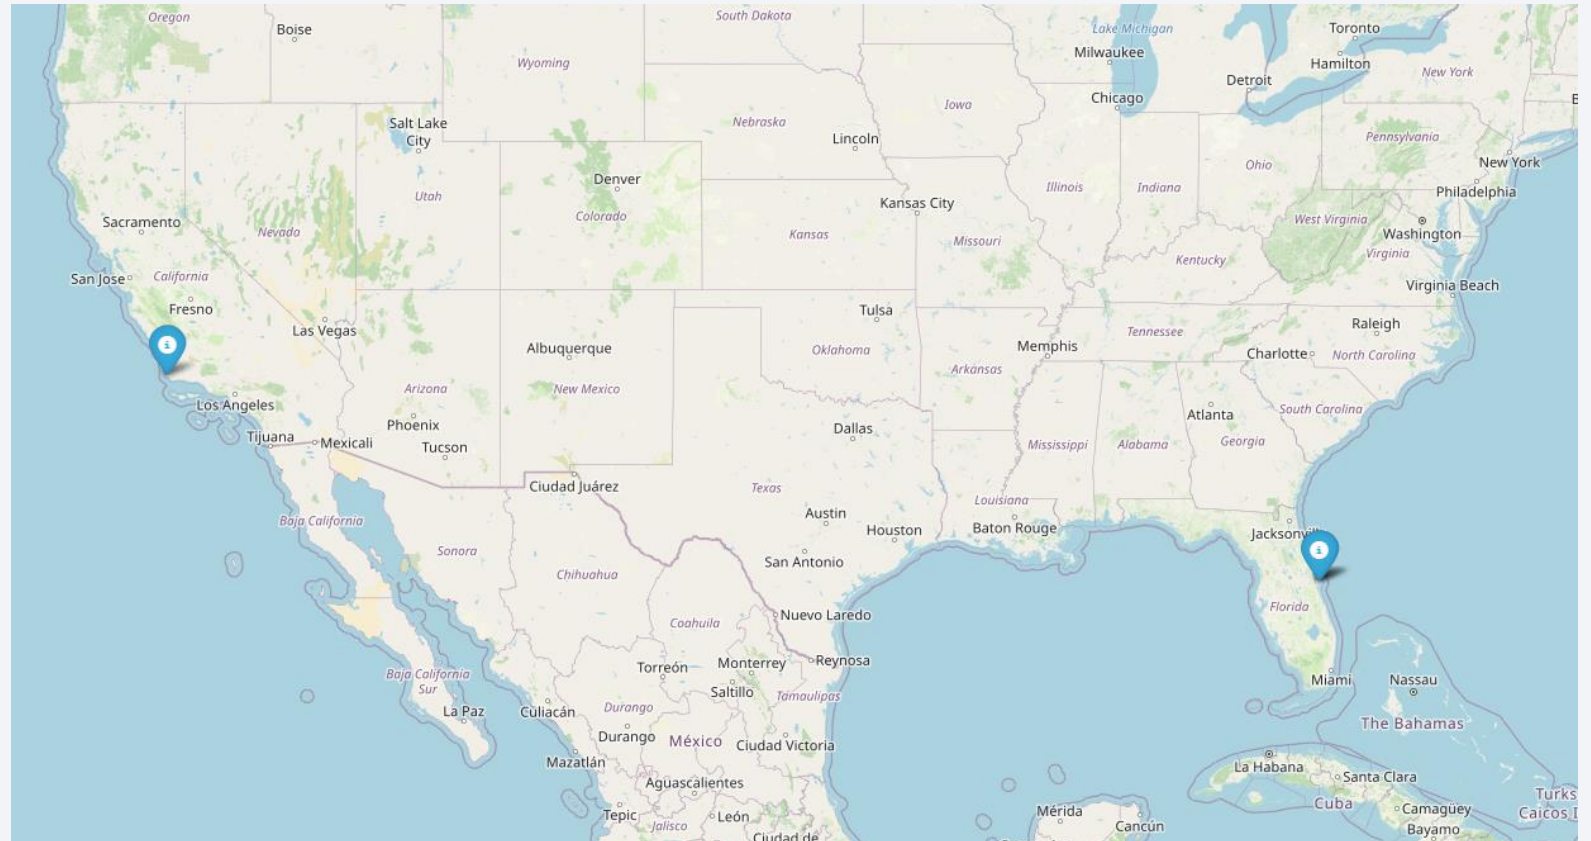 Oregon
Boise
South Dakota
Lake Michigan
Toronto
Milwaukee
Hamilton
Wyoming
Detroit
New York
Chicago
Iowa
Salt Lake
City
Nebraska
Lincoln
Pennsylvania
New York
Denver
Ohio
Utah
Illinois
Indiana
Philadelphia
Kansas City
Colorado
Sacramento
Nevada
Kansas
Missouri
West Virginia
Washington
Virginia
Kentucky
San Jose
California
Virginia Beach
Fresno
Tulsa
Las Vegas
Raleigh
Tennessee
i
Albuquerque
Oklahoma
Memphis
Charlotte
North Carolina
Arkansas
Arizona
New Mexico
Los Angeles
South Carolina
Atlanta
Phoenix
Dallas
Tijuana
Mexicali
Tucson
Mississippi
Alabama
Georgia
Ciudad Juárez
Texas
Louisiana
Austin
Baja California
Houston
Baton Rouge
Jacksonvill
i
Sonora
San Antonio
Chihuahua
Florida
Nuevo Laredo
Coahuila
Reynosa
Torreón
Monterrey
Baja California
Sur
Saltillo
Tamaulipas
Miami
Nassau
La Paz
Culiacán
Durango
The Bahamas
Durango
México
Ciudad Victoria
Mazatlán
La Habana
Santa Clara
Aguascalientes
Turks
Caicos I
Cuba
Camagüey
Tepic
León
Jalisco
Mérida
Cancún
Bayamo
Ciudad de